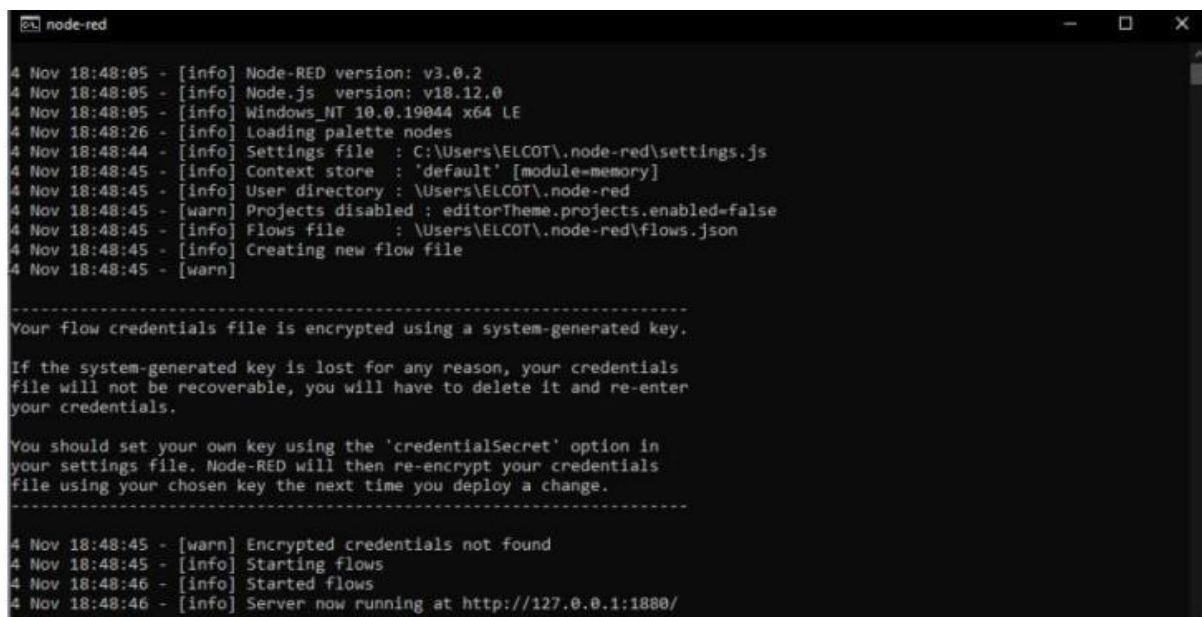 node-red
4 Nov 18:48:05 - [info] Node-RED version: v3.0.2
4 Nov 18:48:05 - [info] Node.js  version: v18.12.0
4 Nov 18:48:05 - [info] Windows_NT 10.0.19044 x64 LE
4 Nov 18:48:26 - [info] Loading palette nodes
4 Nov 18:48:44 - [info] Settings file  : C:\Users\ELCOT\.node-red\settings.js
4 Nov 18:48:45 - [info] Context store  : 'default' [module=memory]
4 Nov 18:48:45 - [info] User directory : \Users\ELCOT\.node-red
4 Nov 18:48:45 - [warn] Projects disabled : editorTheme.projects.enabled=false
4 Nov 18:48:45 - [info] Flows file     : \Users\ELCOT\.node-red\flows.json
4 Nov 18:48:45 - [info] Creating new flow file
4 Nov 18:48:45 - [warn]
---------------------------------------------------------------------
Your flow credentials file is encrypted using a system-generated key.
If the system-generated key is lost for any reason, your credentials
file will not be recoverable, you will have to delete it and re-enter
your credentials.
You should set your own key using the 'credentialSecret' option in
your settings file. Node-RED will then re-encrypt your credentials
file using your chosen key the next time you deploy a change.
---------------------------------------------------------------------
4 Nov 18:48:45 - [warn] Encrypted credentials not found
4 Nov 18:48:45 - [info] Starting flows
4 Nov 18:48:46 - [info] Started flows
4 Nov 18:48:46 - [info] Server now running at http://127.0.0.1:1880/